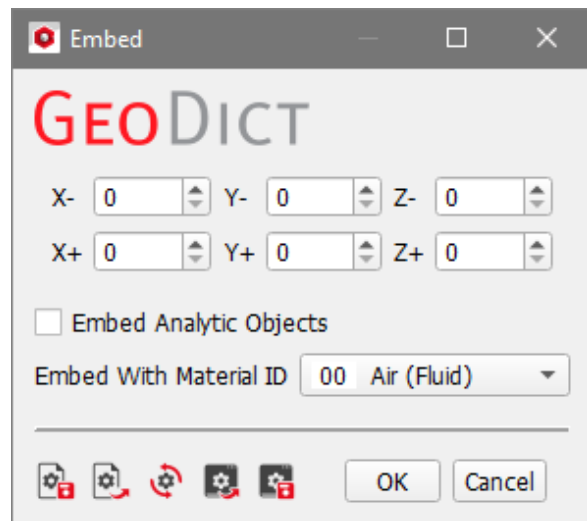 Embed
GEODICT
X- 0 Y- 0 Z- 0
X+ 0 Y+ 0 Z+ 0
Embed Analytic Objects
Embed With Material ID 00 Air (Fluid)
OK Cancel